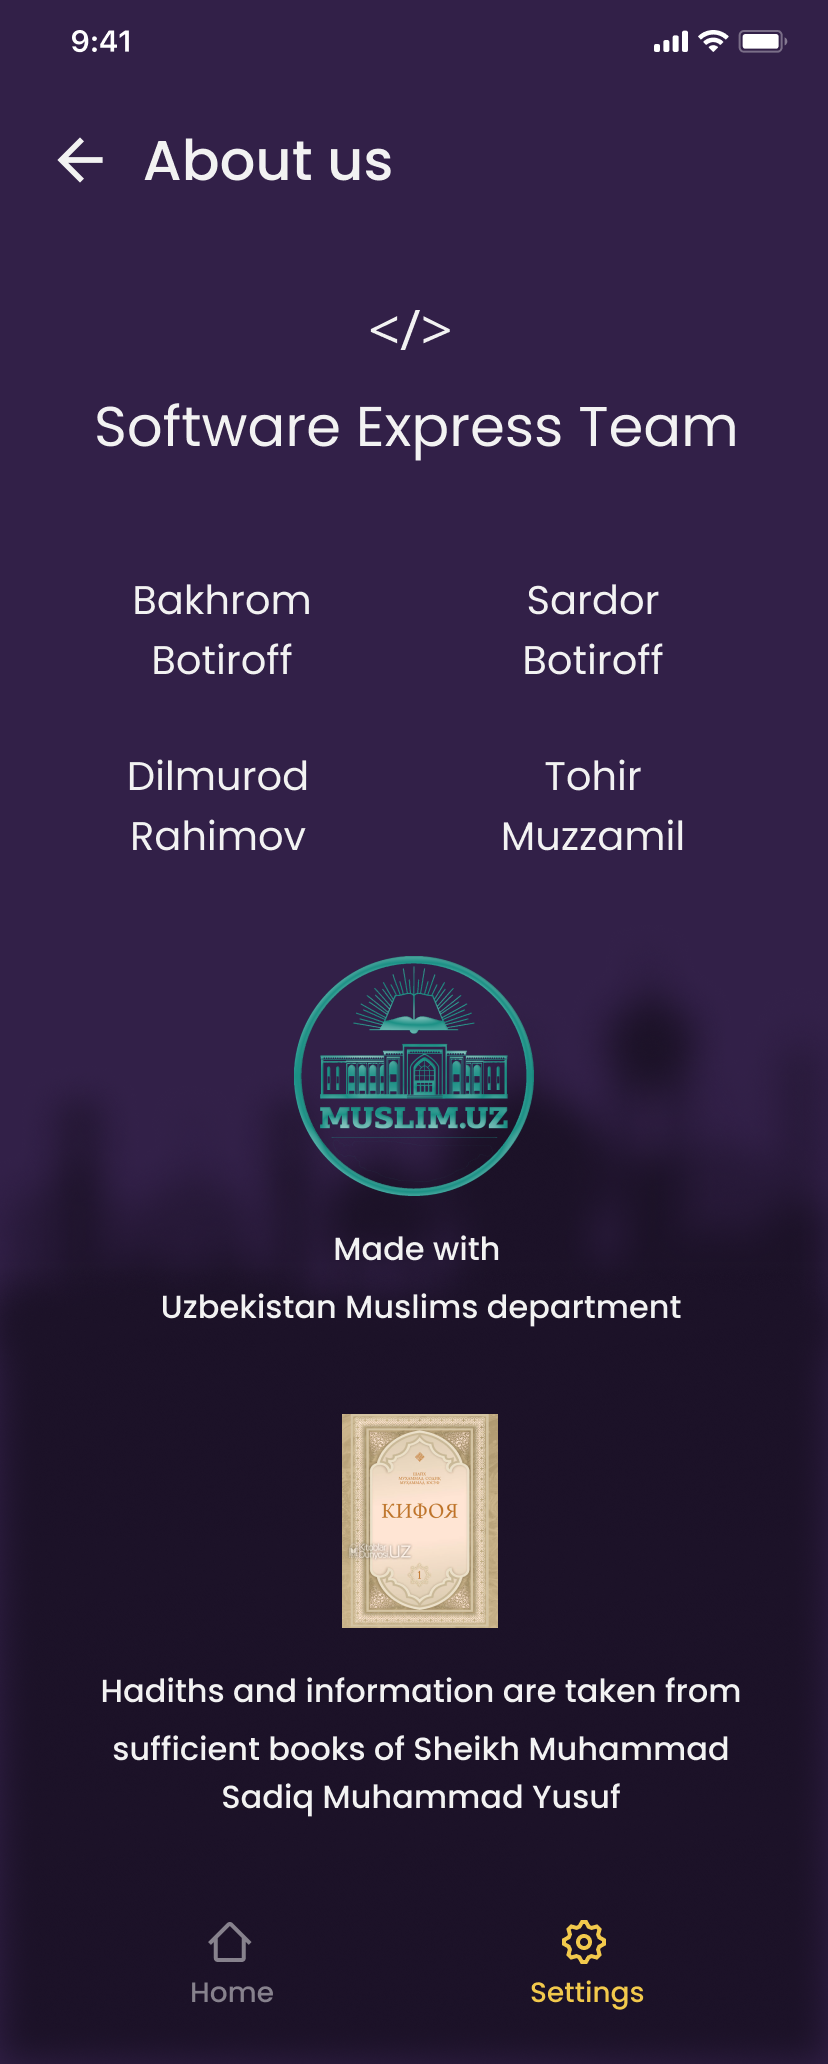 9:41
About us
</>
Software Express Team
Bakhrom
Botiroff
Sardor
Botiroff
Dilmurod
Rahimov
Tohir
Muzzamil
MUSLIM.UZ
Made with
Uzbekistan Muslims department
КИФОЯ
1
Hadiths and information are taken from
sufficient books of Sheikh Muhammad
Sadiq Muhammad Yusuf
Home
Settings